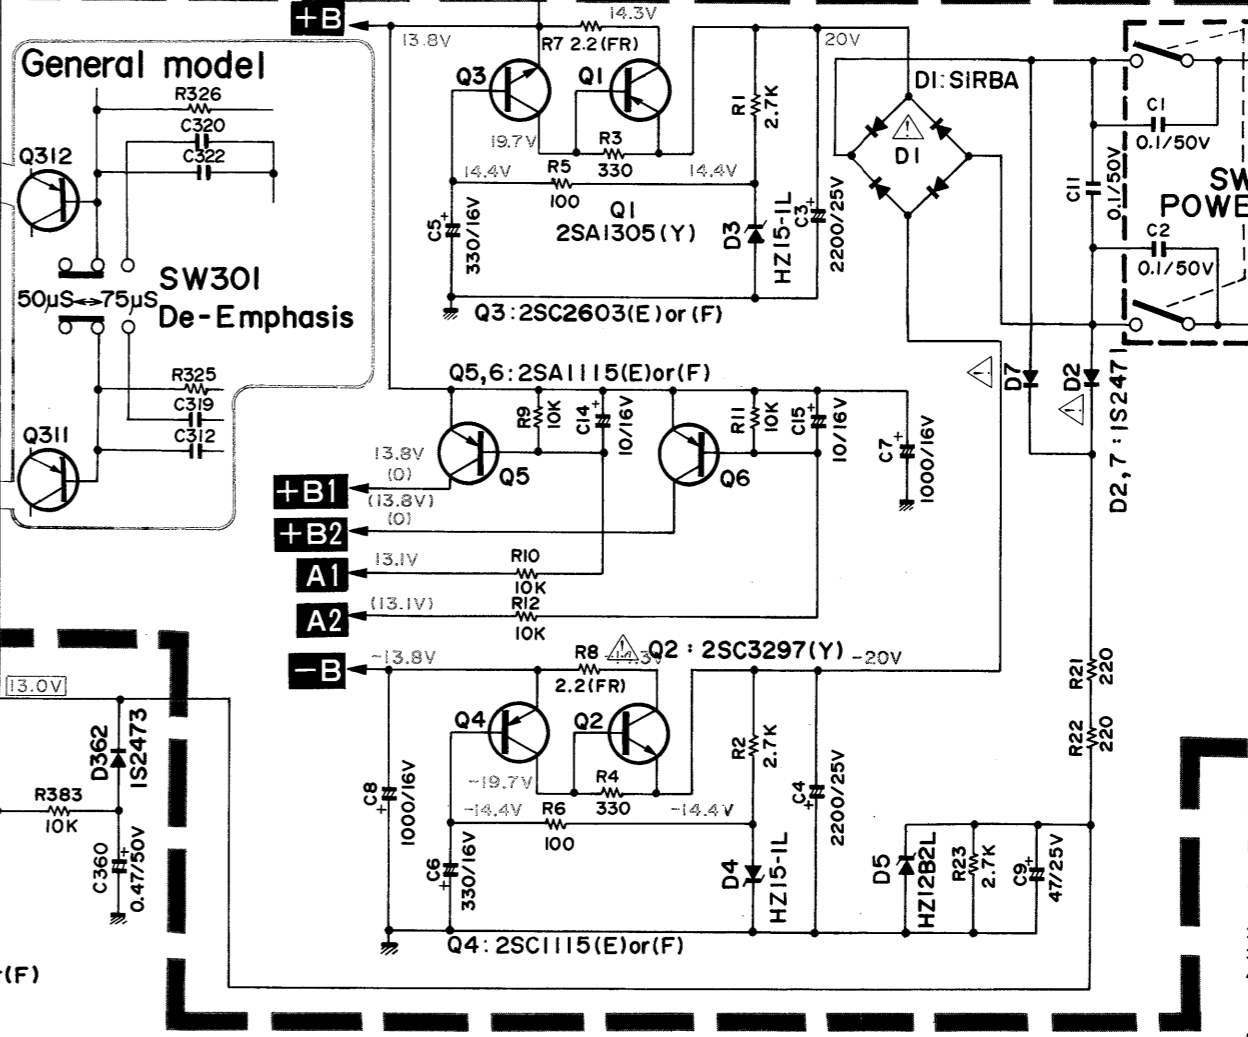 +B
13.8V
14.3V
R7 2.2(FR)
20V
General model
R326
C320
C322
Q312
SW301
50µS↔75µS
De-Emphasis
R325
C319
C312
Q311
Q3
Q1
19.7V
R3
330
14.4V
R5
100
14.4V
Q1
2SA1305(Y)
R1
2.7K
C5
+
330/16V
D3
HZ15-1L
C3
+
2200/25V
Q3:2SC2603(E)or(F)
D1:S1RBA
D1
C1
0.1/50V
C11
0.1/50V
SW
POWE
C2
0.1/50V
D7
D2
D2,7:1S2471
Q5,6:2SA1115(E)or(F)
R9
10K
C14
+
10/16V
R11
10K
C15
+
10/16V
C7
+
1000/16V
Q5
Q6
13.8V
(0)
+B1
(13.8V)
(0)
+B2
A1
13.1V
R10
10K
A2
(13.1V)
R12
10K
-B
-13.8V
R8
2.2(FR)
-14.3V
Q2:2SC3297(Y)
-20V
Q4
Q2
-19.7V
R4
330
-14.4V
R6
100
-14.4V
R2
2.7K
C8
+
1000/16V
C6
+
330/16V
D4
HZ15-1L
C4
+
2200/25V
Q4:2SC1115(E)or(F)
D5
HZ12B2L
R23
2.7K
C9
+
47/25V
R21
220
R22
220
13.0V
D362
1S2473
R383
10K
C360
+
0.47/50V
(F)